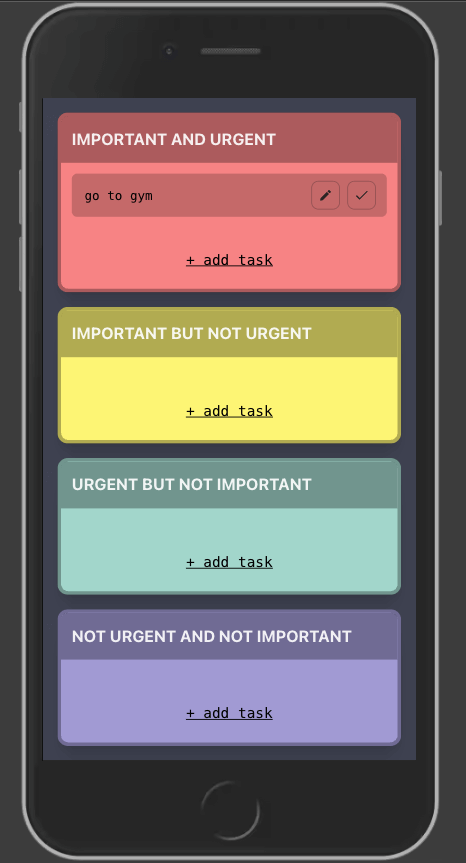 IMPORTANT AND URGENT
go to gym
+ add task
IMPORTANT BUT NOT URGENT
+ add task
URGENT BUT NOT IMPORTANT
+ add task
NOT URGENT AND NOT IMPORTANT
+ add task